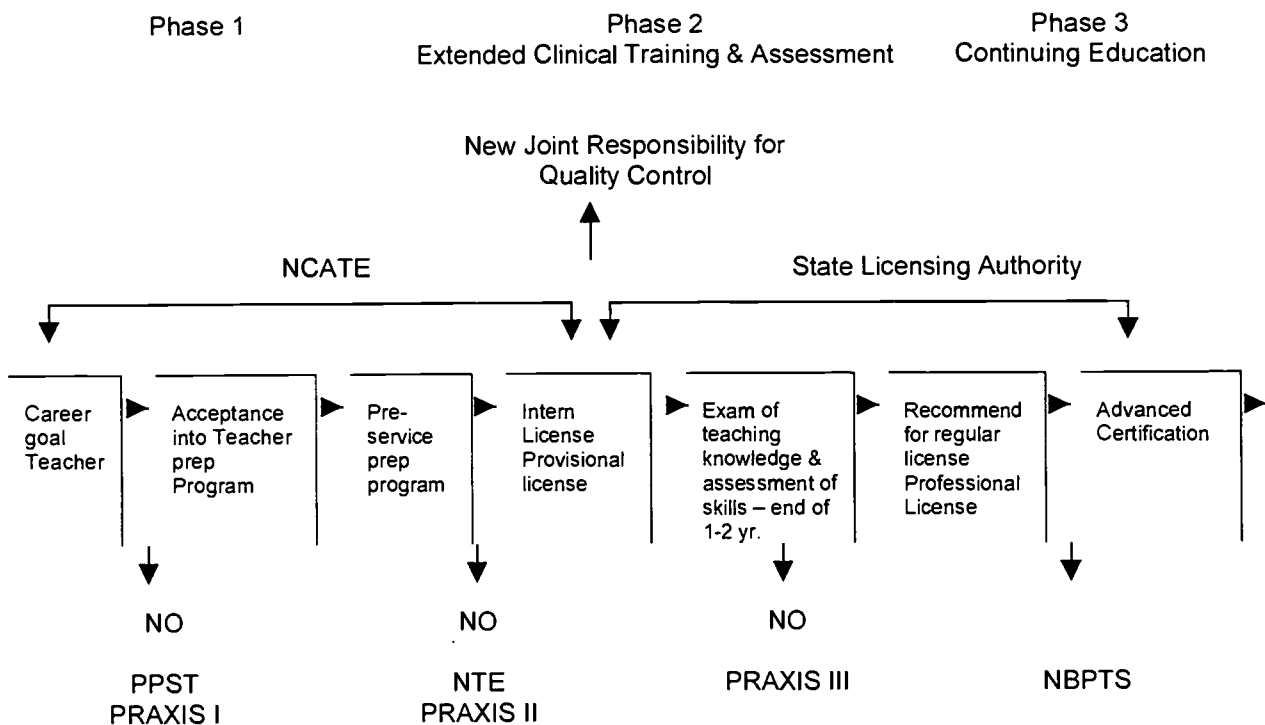 Phase 1
Phase 2
Extended Clinical Training & Assessment
Phase 3
Continuing Education
New Joint Responsibility for
Quality Control
NCATE
State Licensing Authority
Career
goal
Teacher
Acceptance
into Teacher
prep
Program
Pre-
service
prep
program
Intern
License
Provisional
license
Exam of
teaching
knowledge &
assessment of
skills – end of
1-2 yr.
Recommend
for regular
license
Professional
License
Advanced
Certification
NO
NO
NO
PPST
PRAXIS I
NTE
PRAXIS II
PRAXIS III
NBPTS